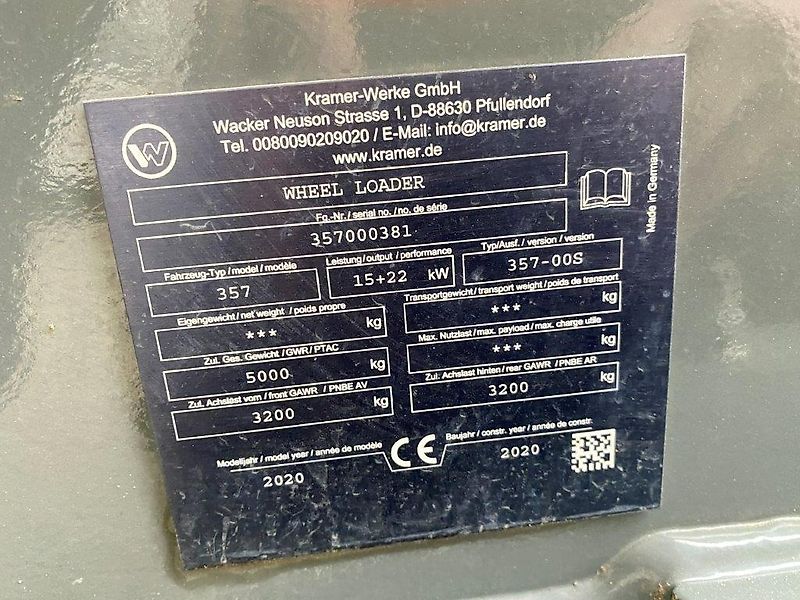 Kramer-Werke GmbH
Wacker Neuson Strasse 1, D-88630 Pfullendorf
Tel. 0080090209020 / E-Mail: info@kramer.de
www.kramer.de
WHEEL LOADER
Made in Germany
Fg.-Nr. / serial no. / no. de série
357000381
Fahrzeug-Typ / model / modèle
357
Leistung / output / performance
15+22 kW
Typ/Ausf. / version / version
357-00S
Eigengewicht / net weight / poids propre
*** kg
Transportgewicht / transport weight / poids de transport
*** kg
Zul. Ges. Gewicht / GWR / PTAC
5000 kg
Max. Nutzlast / max. payload / max. charge utile
*** kg
Zul. Achslast vorn / front GAWR / PNBE AV
3200 kg
Zul. Achslast hinten / rear GAWR / PNBE AR
3200 kg
Modelljahr / model year / année de modèle
2020
CE
Baujahr / constr. year / année de constr.
2020